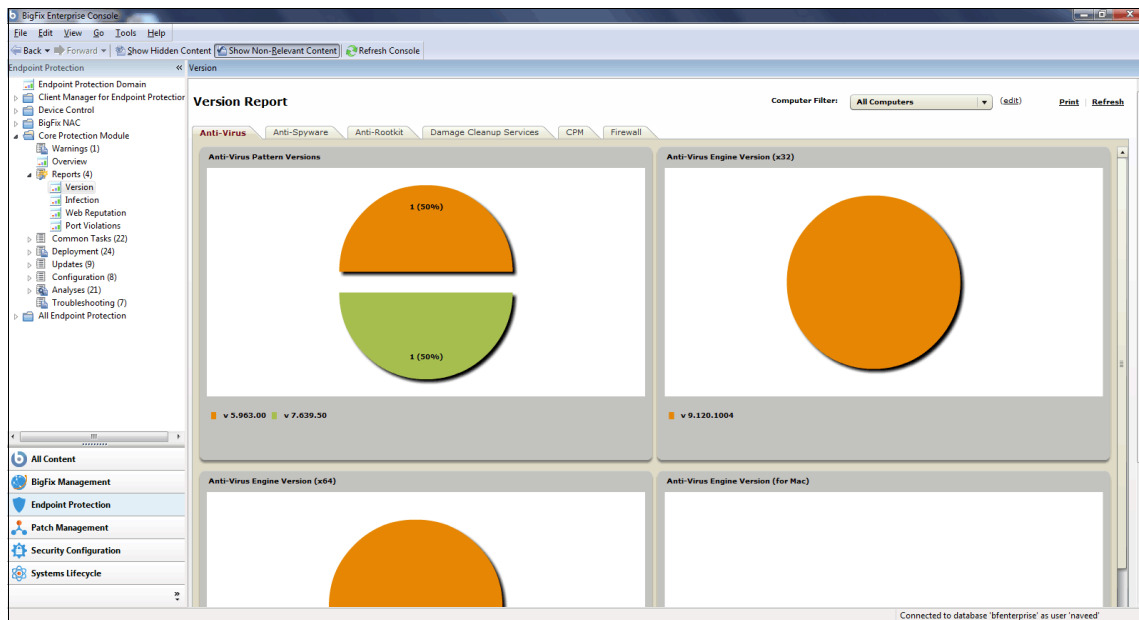 BigFix Enterprise Console
File Edit View Go Tools Help
Back Forward Show Hidden Content Show Non-Relevant Content Refresh Console
Endpoint Protection
Endpoint Protection Domain
Client Manager for Endpoint Protection
Device Control
BigFix NAC
Core Protection Module
Warnings (1)
Overview
Reports (4)
Version
Infection
Web Reputation
Port Violations
Common Tasks (22)
Deployment (24)
Updates (9)
Configuration (8)
Analyses (21)
Troubleshooting (7)
All Endpoint Protection
All Content
BigFix Management
Endpoint Protection
Patch Management
Security Configuration
Systems Lifecycle
Version
Version Report
Computer Filter: All Computers (edit) Print Refresh
Anti-Virus Anti-Spyware Anti-Rootkit Damage Cleanup Services CPM Firewall
Anti-Virus Pattern Versions
1 (50%)
1 (50%)
v 5.963.00 v 7.639.50
Anti-Virus Engine Version (x32)
v 9.120.1004
Anti-Virus Engine Version (x64)
Anti-Virus Engine Version (for Mac)
Connected to database 'bfenterprise' as user 'naveed'